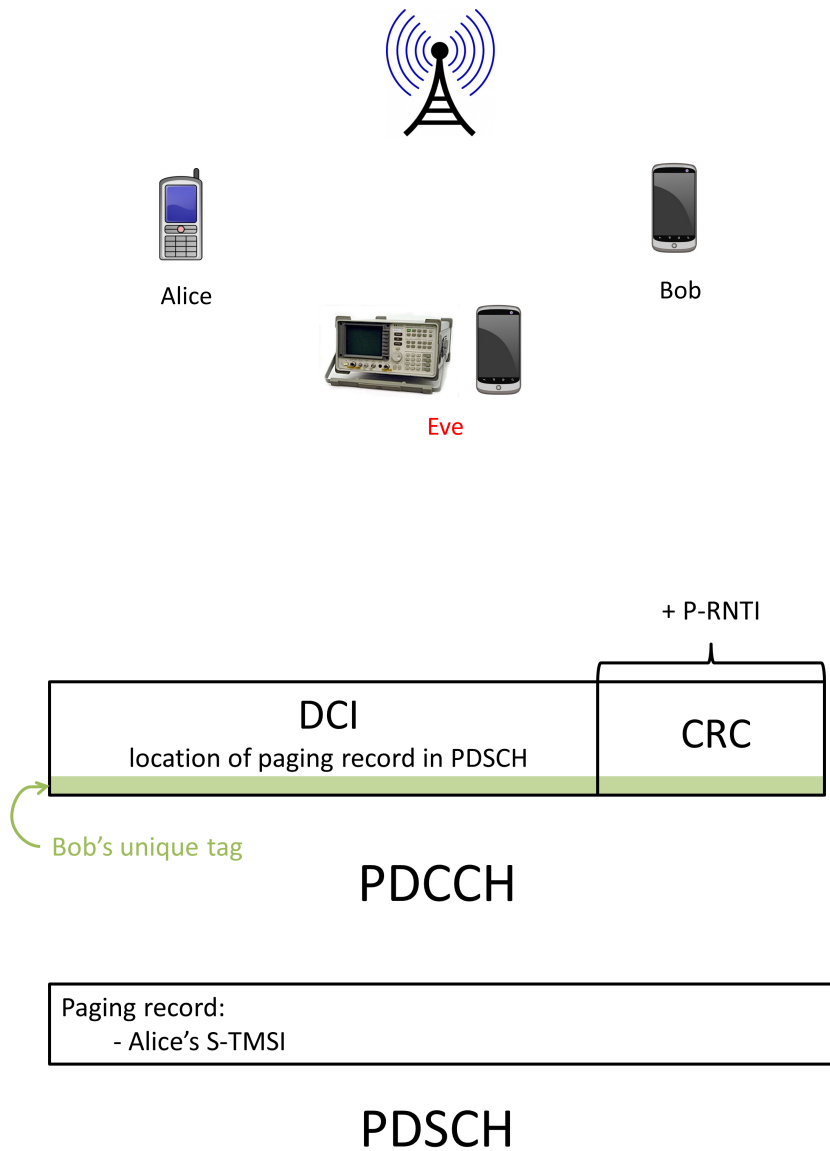 Alice
Bob
Eve
+ P-RNTI
DCI
location of paging record in PDSCH
CRC
Bob's unique tag
PDCCH
Paging record:
- Alice's S-TMSI
PDSCH